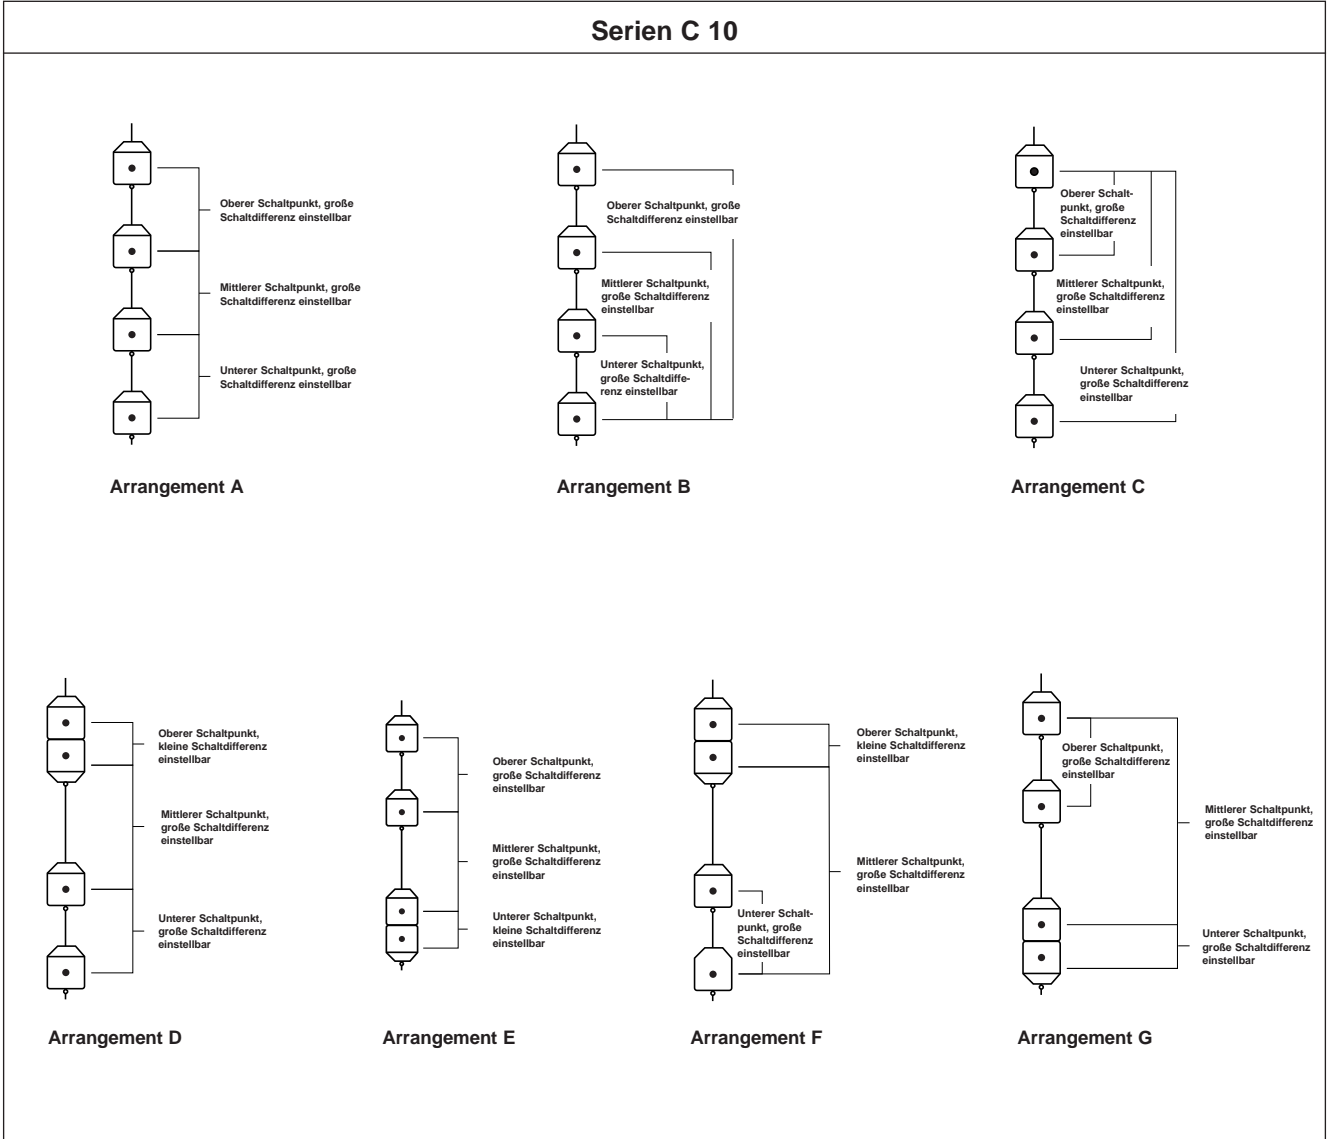 Serien C 10
Oberer Schaltpunkt, große
Schaltdifferenz einstellbar
Mittlerer Schaltpunkt, große
Schaltdifferenz einstellbar
Unterer Schaltpunkt, große
Schaltdifferenz einstellbar
Arrangement A
Oberer Schaltpunkt, große
Schaltdifferenz einstellbar
Mittlerer Schaltpunkt,
große Schaltdifferenz
einstellbar
Unterer Schaltpunkt,
große Schaltdiffe-
renz einstellbar
Arrangement B
Oberer Schalt-
punkt, große
Schaltdifferenz
einstellbar
Mittlerer Schaltpunkt,
große Schaltdifferenz
einstellbar
Unterer Schaltpunkt,
große Schaltdifferenz
einstellbar
Arrangement C
Oberer Schaltpunkt,
kleine Schaltdifferenz
einstellbar
Mittlerer Schaltpunkt,
große Schaltdifferenz
einstellbar
Unterer Schaltpunkt,
große Schaltdifferenz
einstellbar
Arrangement D
Oberer Schaltpunkt,
große Schaltdifferenz
einstellbar
Mittlerer Schaltpunkt,
große Schaltdifferenz
einstellbar
Unterer Schaltpunkt,
kleine Schaltdifferenz
einstellbar
Arrangement E
Oberer Schaltpunkt,
kleine Schaltdifferenz
einstellbar
Mittlerer Schaltpunkt,
große Schaltdifferenz
einstellbar
Unterer Schalt-
punkt, große
Schaltdifferenz
einstellbar
Arrangement F
Oberer Schaltpunkt,
große Schaltdifferenz
einstellbar
Mittlerer Schaltpunkt,
große Schaltdifferenz
einstellbar
Unterer Schaltpunkt,
große Schaltdifferenz
einstellbar
Arrangement G